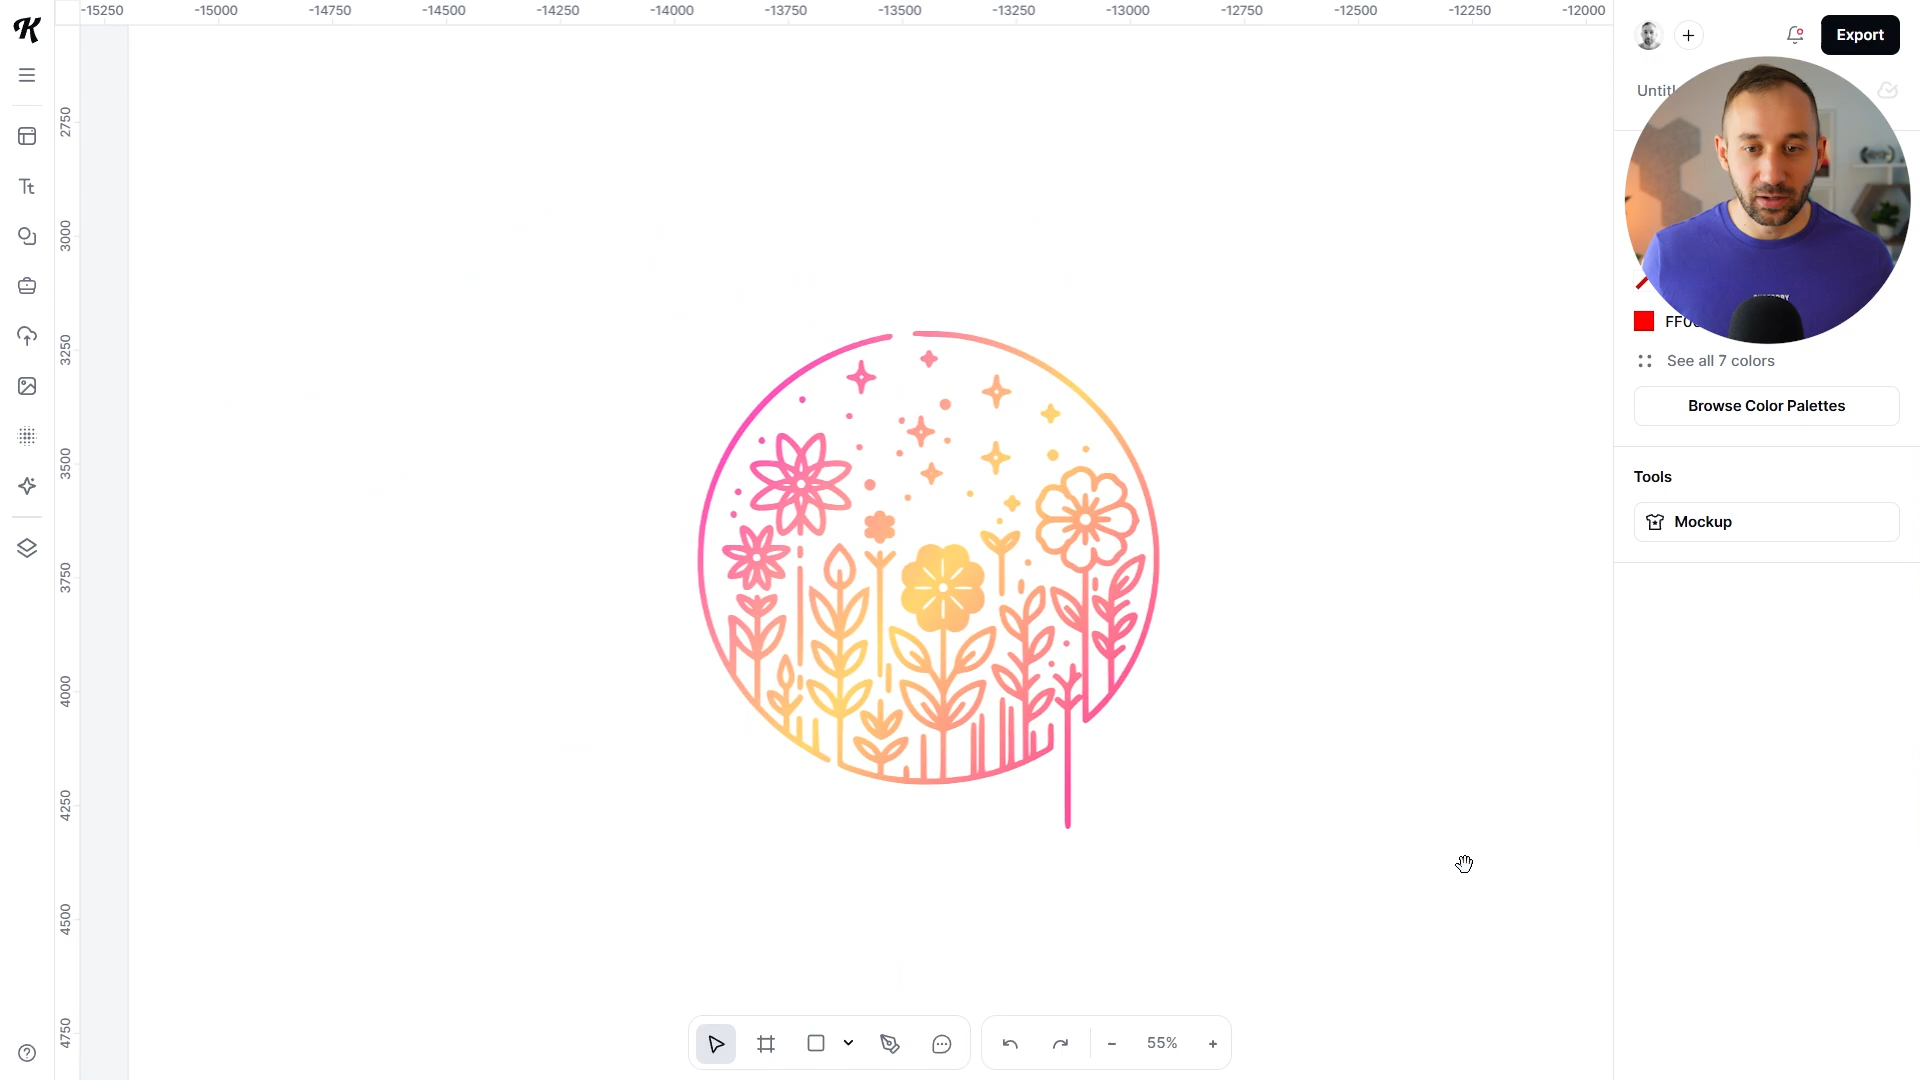 -15250 -15000 -14750 -14500 -14250 -14000 -13750 -13500 -13250 -13000 -12750 -12500 -12250 -12000
K
Export
Tt
2750
3000
3250
3500
3750
4000
4250
4500
4750
See all 7 colors
Browse Color Palettes
Tools
Mockup
55%